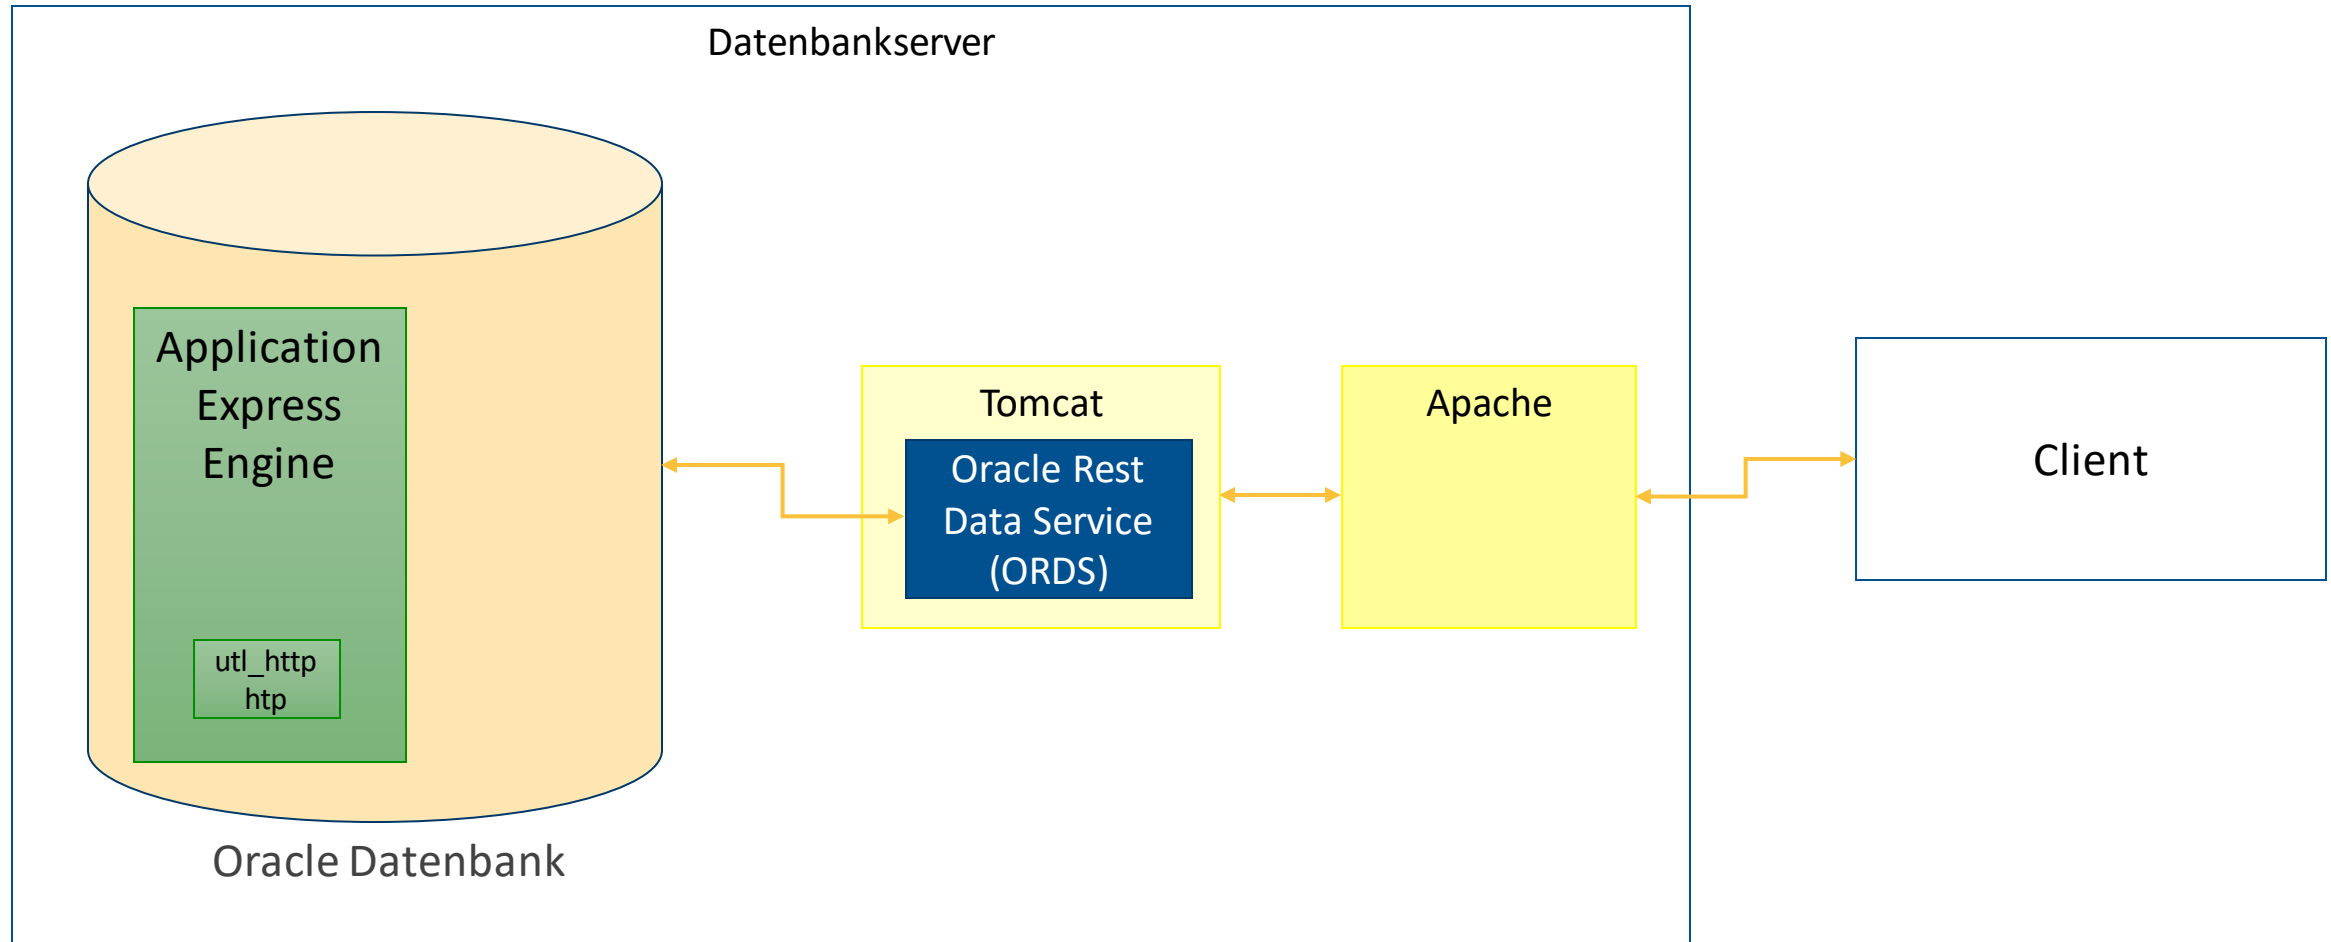 Datenbankserver
Application
Express
Engine
utl_http
htp
Oracle Datenbank
Tomcat
Oracle Rest
Data Service
(ORDS)
Apache
Client